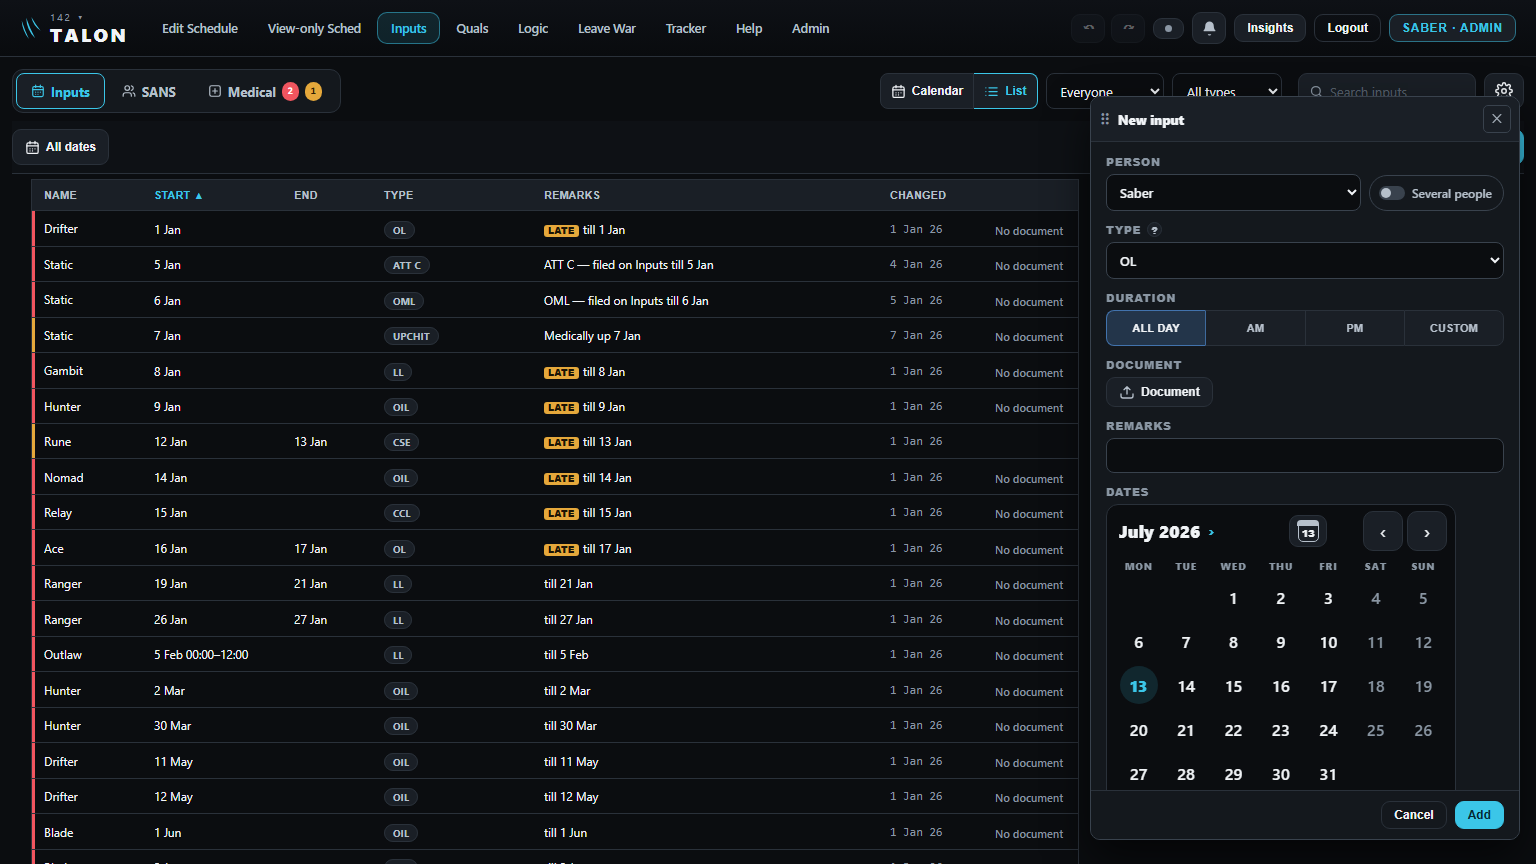 142
TALON
Edit Schedule
View-only Sched
Inputs
Quals
Logic
Leave War
Tracker
Help
Admin
Insights
Logout
SABER · ADMIN
Inputs
SANS
Medical 2 1
Calendar
List
Everyone
All types
Search inputs
All dates
NAME START ▲ END TYPE REMARKS CHANGED
Drifter 1 Jan OL LATE till 1 Jan 1 Jan 26 No document
Static 5 Jan ATT C ATT C — filed on Inputs till 5 Jan 4 Jan 26 No document
Static 6 Jan OML OML — filed on Inputs till 6 Jan 5 Jan 26 No document
Static 7 Jan UPCHIT Medically up 7 Jan 7 Jan 26 No document
Gambit 8 Jan LL LATE till 8 Jan 1 Jan 26 No document
Hunter 9 Jan OIL LATE till 9 Jan 1 Jan 26 No document
Rune 12 Jan 13 Jan CSE LATE till 13 Jan 1 Jan 26
Nomad 14 Jan OIL LATE till 14 Jan 1 Jan 26 No document
Relay 15 Jan CCL LATE till 15 Jan 1 Jan 26 No document
Ace 16 Jan 17 Jan OL LATE till 17 Jan 1 Jan 26 No document
Ranger 19 Jan 21 Jan LL till 21 Jan 1 Jan 26 No document
Ranger 26 Jan 27 Jan LL till 27 Jan 1 Jan 26 No document
Outlaw 5 Feb 00:00–12:00 LL till 5 Feb 1 Jan 26 No document
Hunter 2 Mar OIL till 2 Mar 1 Jan 26 No document
Hunter 30 Mar OIL till 30 Mar 1 Jan 26 No document
Drifter 11 May OIL till 11 May 1 Jan 26 No document
Drifter 12 May OIL till 12 May 1 Jan 26 No document
Blade 1 Jun OIL till 1 Jun 1 Jan 26 No document
New input
PERSON
Saber
Several people
TYPE ?
OL
DURATION
ALL DAY AM PM CUSTOM
DOCUMENT
Document
REMARKS
DATES
July 2026 › 13 ‹ ›
MON TUE WED THU FRI SAT SUN
1 2 3 4 5
6 7 8 9 10 11 12
13 14 15 16 17 18 19
20 21 22 23 24 25 26
27 28 29 30 31
Cancel
Add